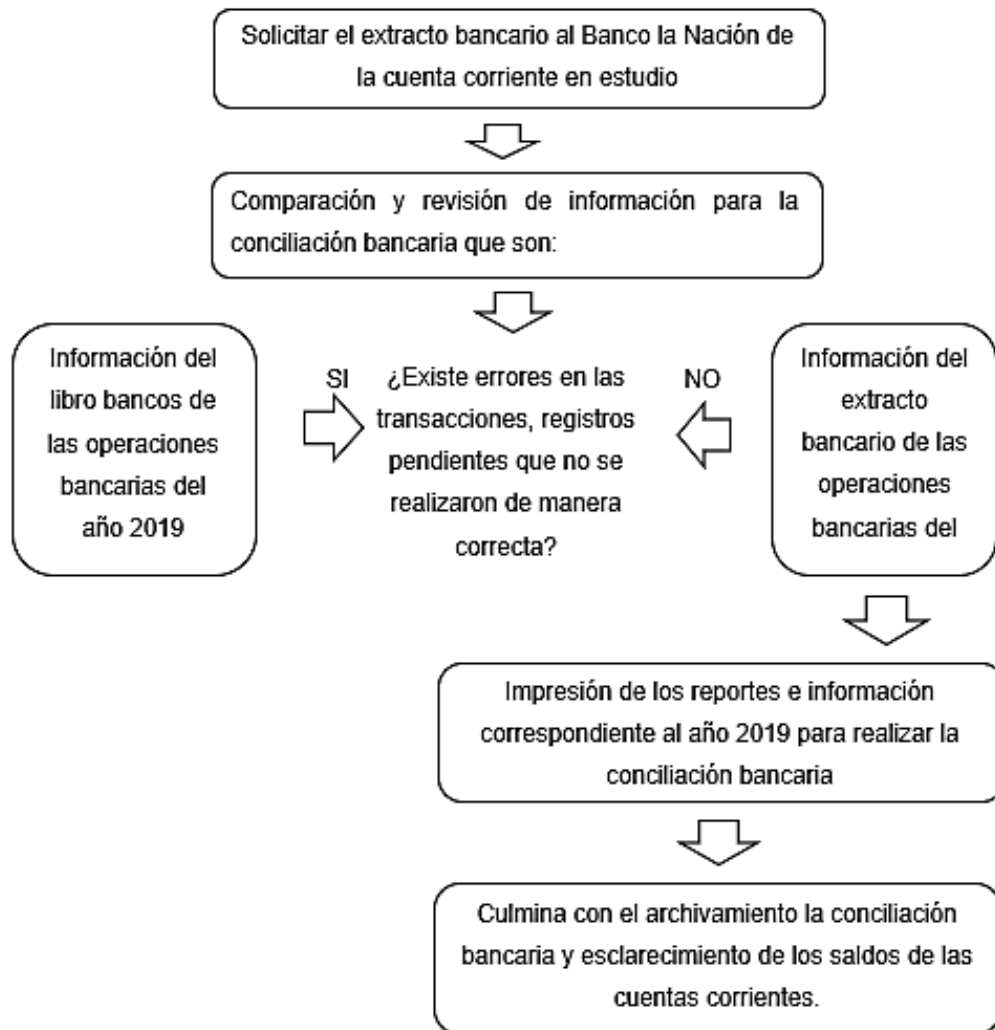 Solicitar el extracto bancario al Banco la Nación de
la cuenta corriente en estudio
Comparación y revisión de información para la
conciliación bancaria que son:
Información del
libro bancos de
las operaciones
bancarias del
año 2019
SI
¿Existe errores en las
transacciones, registros
pendientes que no se
realizaron de manera
correcta?
NO
Información del
extracto
bancario de las
operaciones
bancarias del
Impresión de los reportes e información
correspondiente al año 2019 para realizar la
conciliación bancaria
Culmina con el archivamiento la conciliación
bancaria y esclarecimiento de los saldos de las
cuentas corrientes.